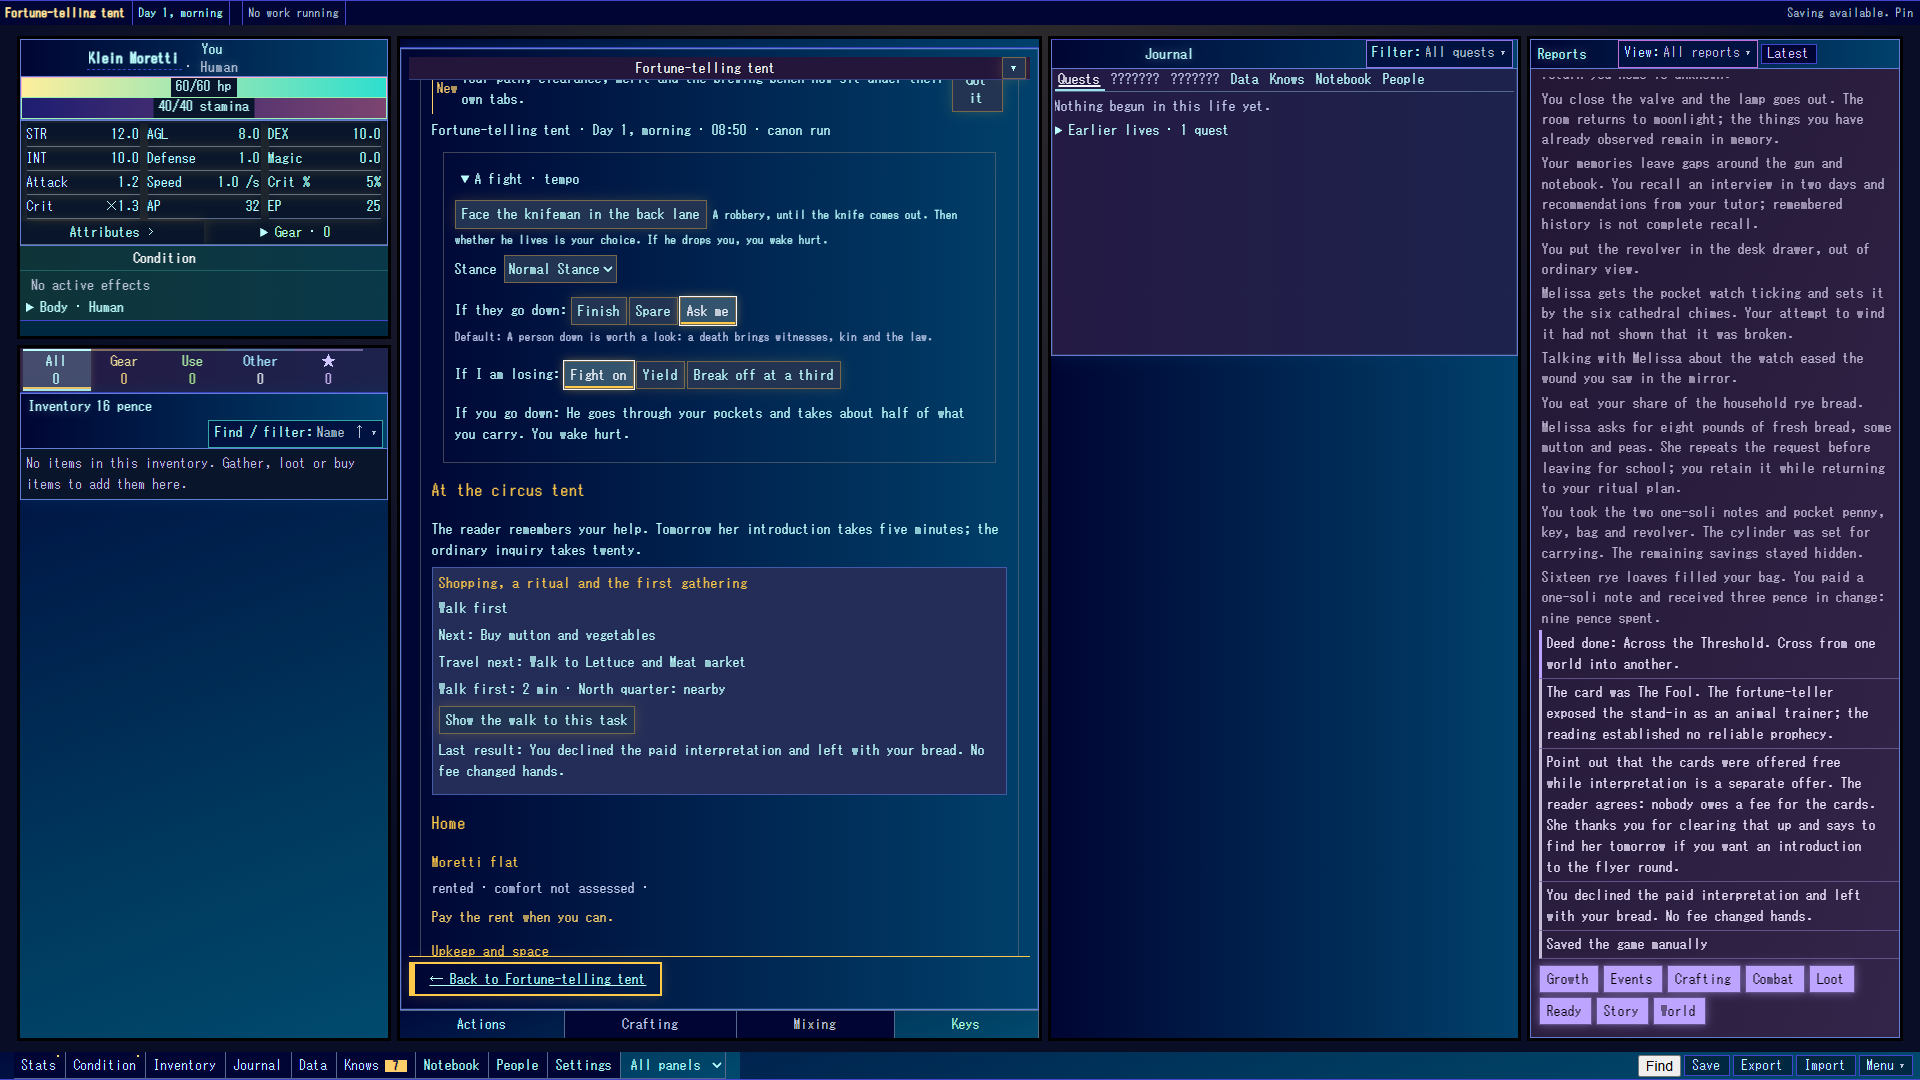 Fortune-telling tent
Day 1, morning
No work running
Saving available. Pin
Klein Moretti · You
Human
60/60 hp
40/40 stamina
STR 12.0 AGL 8.0 DEX 10.0
INT 10.0 Defense 1.0 Magic 0.0
Attack 1.2 Speed 1.0 /s Crit % 5%
Crit ×1.3 AP 32 EP 25
Attributes >
▶ Gear · 0
Condition
No active effects
▶ Body · Human
All Gear Use Other ★
0 0 0 0 0
Inventory 16 pence
Find / filter: Name ↑ ▾
No items in this inventory. Gather, loot or buy
items to add them here.
Fortune-telling tent
▾
New
own tabs.
it
Fortune-telling tent · Day 1, morning · 08:50 · canon run
▼ A fight · tempo
Face the knifeman in the back lane A robbery, until the knife comes out. Then
whether he lives is your choice. If he drops you, you wake hurt.
Stance Normal Stance
If they go down: Finish Spare Ask me
Default: A person down is worth a look: a death brings witnesses, kin and the law.
If I am losing: Fight on Yield Break off at a third
If you go down: He goes through your pockets and takes about half of what
you carry. You wake hurt.
At the circus tent
The reader remembers your help. Tomorrow her introduction takes five minutes; the
ordinary inquiry takes twenty.
Shopping, a ritual and the first gathering
Walk first
Next: Buy mutton and vegetables
Travel next: Walk to Lettuce and Meat market
Walk first: 2 min · North quarter: nearby
Show the walk to this task
Last result: You declined the paid interpretation and left with your bread. No
fee changed hands.
Home
Moretti flat
rented · comfort not assessed ·
Pay the rent when you can.
Upkeep and space
← Back to Fortune-telling tent
Actions Crafting Mixing Keys
Journal
Filter: All quests ▾
Quests ??????? ??????? Data Knows Notebook People
Nothing begun in this life yet.
▶ Earlier lives · 1 quest
Reports
View: All reports ▾
Latest
You close the valve and the lamp goes out. The
room returns to moonlight; the things you have
already observed remain in memory.
Your memories leave gaps around the gun and
notebook. You recall an interview in two days and
recommendations from your tutor; remembered
history is not complete recall.
You put the revolver in the desk drawer, out of
ordinary view.
Melissa gets the pocket watch ticking and sets it
by the six cathedral chimes. Your attempt to wind
it had not shown that it was broken.
Talking with Melissa about the watch eased the
wound you saw in the mirror.
You eat your share of the household rye bread.
Melissa asks for eight pounds of fresh bread, some
mutton and peas. She repeats the request before
leaving for school; you retain it while returning
to your ritual plan.
You took the two one-soli notes and pocket penny,
key, bag and revolver. The cylinder was set for
carrying. The remaining savings stayed hidden.
Sixteen rye loaves filled your bag. You paid a
one-soli note and received three pence in change:
nine pence spent.
Deed done: Across the Threshold. Cross from one
world into another.
The card was The Fool. The fortune-teller
exposed the stand-in as an animal trainer; the
reading established no reliable prophecy.
Point out that the cards were offered free
while interpretation is a separate offer. The
reader agrees: nobody owes a fee for the cards.
She thanks you for clearing that up and says to
find her tomorrow if you want an introduction
to the flyer round.
You declined the paid interpretation and left
with your bread. No fee changed hands.
Saved the game manually
Growth Events Crafting Combat Loot
Ready Story World
Stats Condition Inventory Journal Data Knows 7 Notebook People Settings All panels
Find Save Export Import Menu ▾